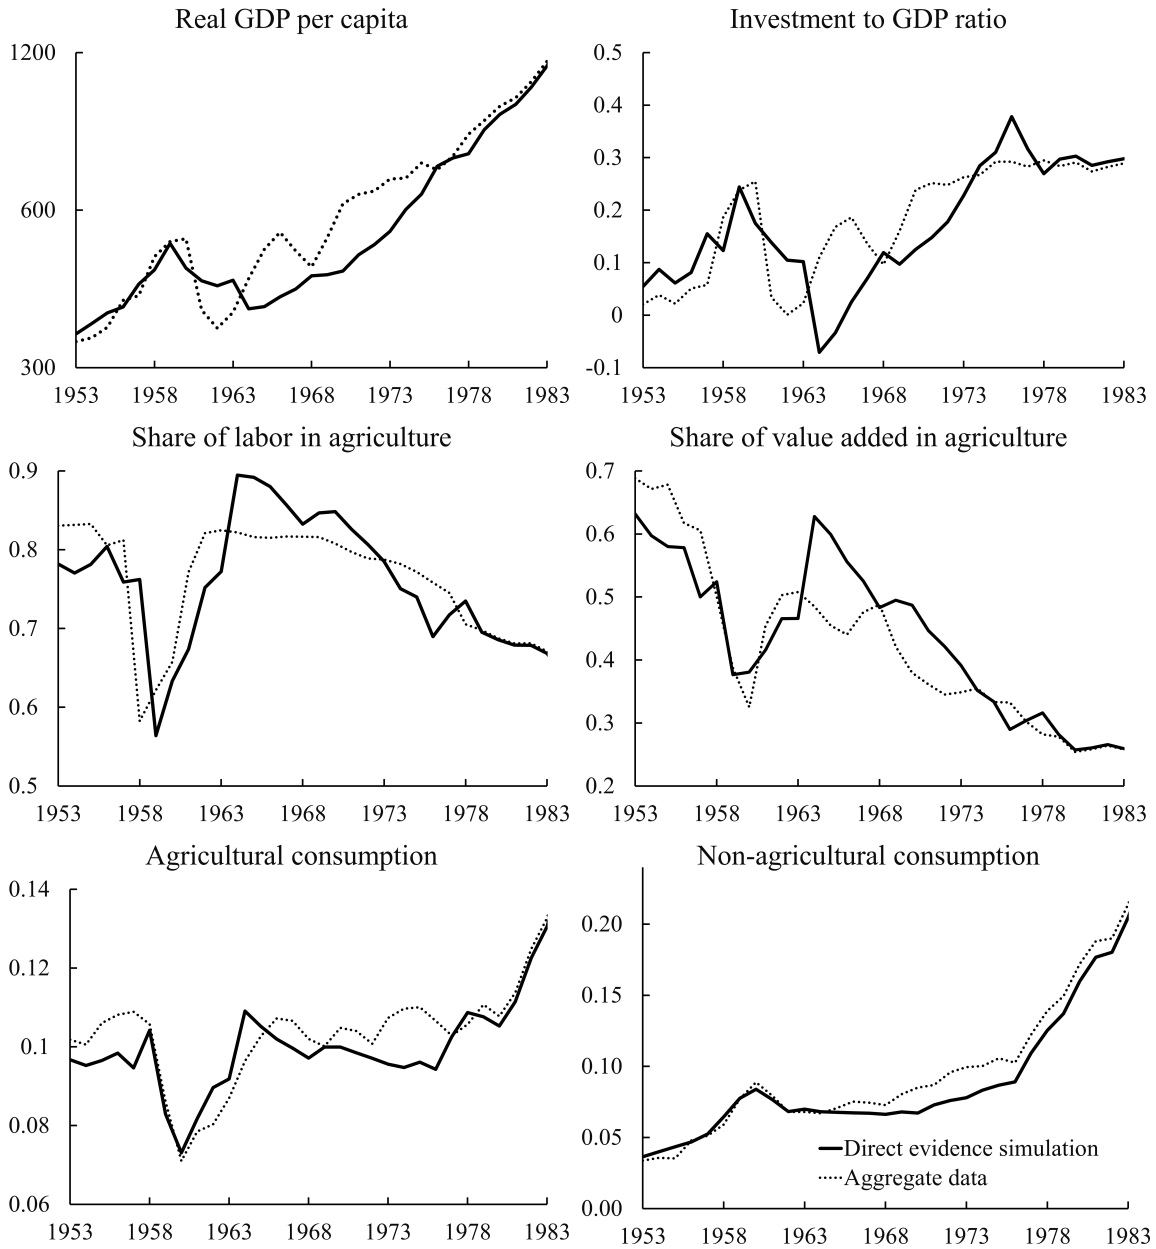 Real GDP per capita
1200
600
300
1953 1958 1963 1968 1973 1978 1983
Investment to GDP ratio
0.5
0.4
0.3
0.2
0.1
0
-0.1
1953 1958 1963 1968 1973 1978 1983
Share of labor in agriculture
0.9
0.8
0.7
0.6
0.5
1953 1958 1963 1968 1973 1978 1983
Share of value added in agriculture
0.7
0.6
0.5
0.4
0.3
0.2
1953 1958 1963 1968 1973 1978 1983
Agricultural consumption
0.14
0.12
0.1
0.08
0.06
1953 1958 1963 1968 1973 1978 1983
Non-agricultural consumption
0.20
0.15
0.10
0.05
0.00
Direct evidence simulation
Aggregate data
1953 1958 1963 1968 1973 1978 1983